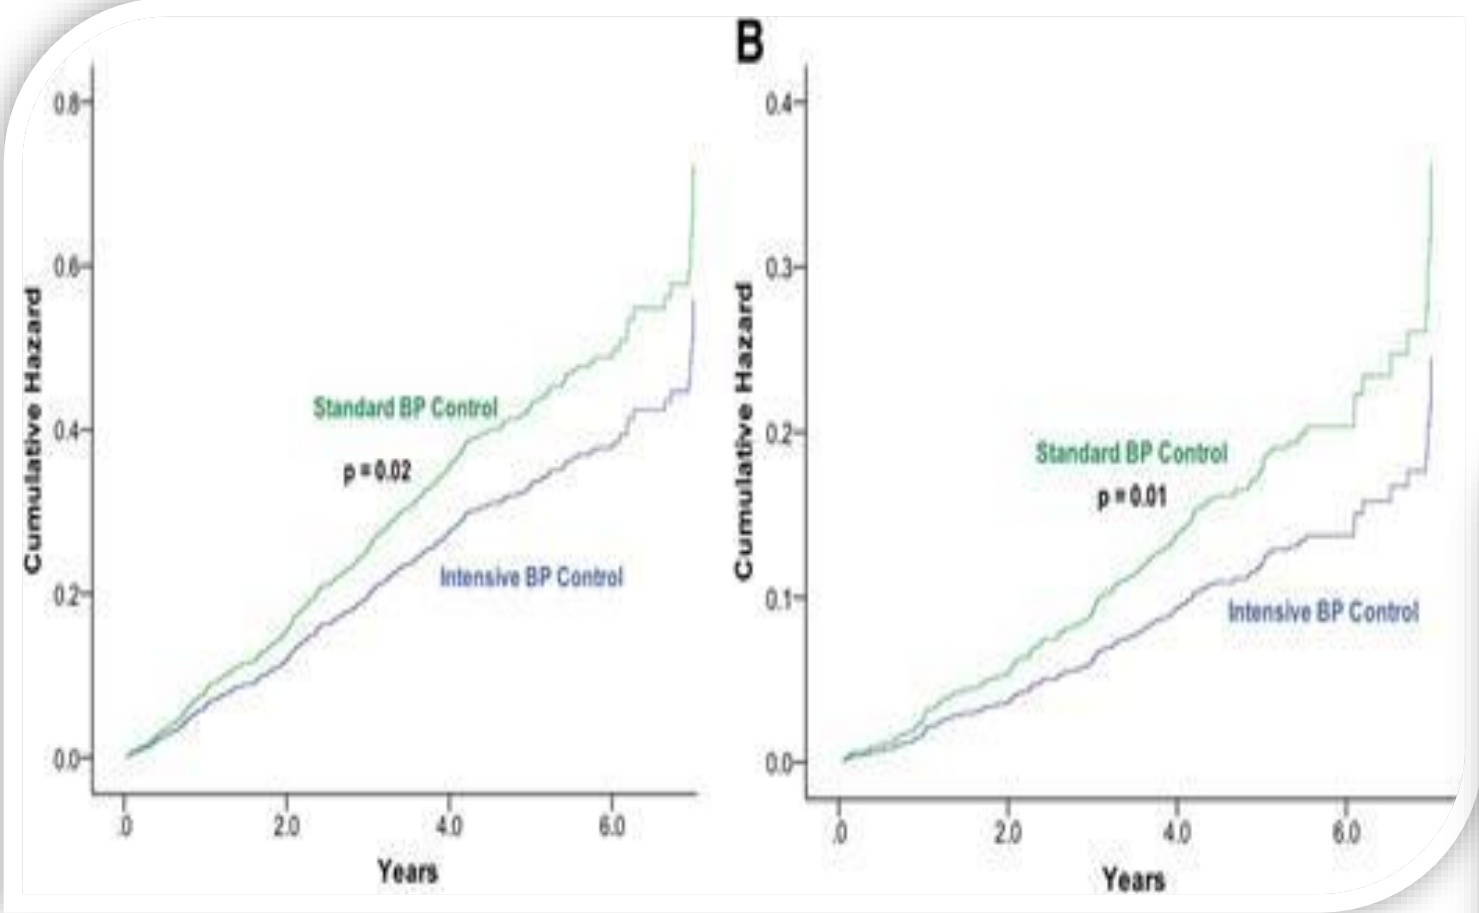 B
0.8
0.6
0.4
0.2
0.0
Cumulative Hazard
Standard BP Control
p = 0.02
Intensive BP Control
.0 2.0 4.0 6.0
Years
0.4
0.3
0.2
0.1
0.0
Cumulative Hazard
Standard BP Control
p = 0.01
Intensive BP Control
.0 2.0 4.0 6.0
Years